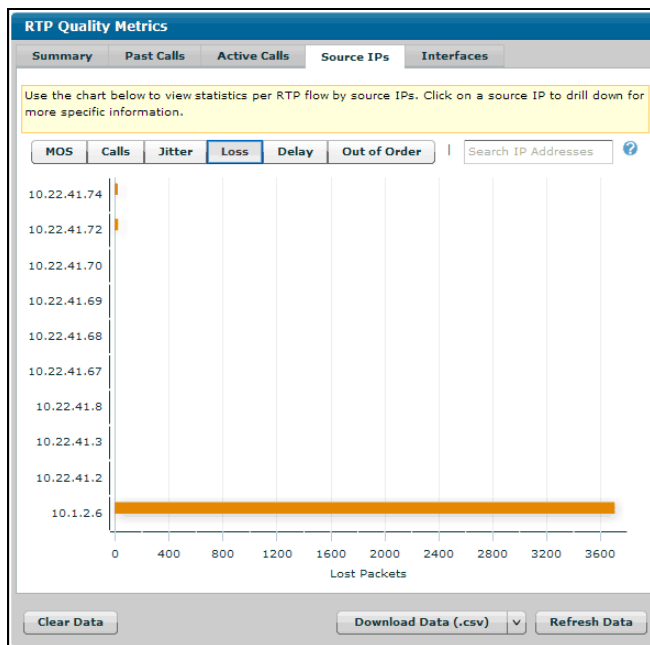 RTP Quality Metrics
Summary Past Calls Active Calls Source IPs Interfaces
Use the chart below to view statistics per RTP flow by source IPs. Click on a source IP to drill down for
more specific information.
MOS Calls Jitter Loss Delay Out of Order | Search IP Addresses ?
10.22.41.74
10.22.41.72
10.22.41.70
10.22.41.69
10.22.41.68
10.22.41.67
10.22.41.8
10.22.41.3
10.22.41.2
10.1.2.6
0 400 800 1200 1600 2000 2400 2800 3200 3600
Lost Packets
Clear Data Download Data (.csv) Refresh Data